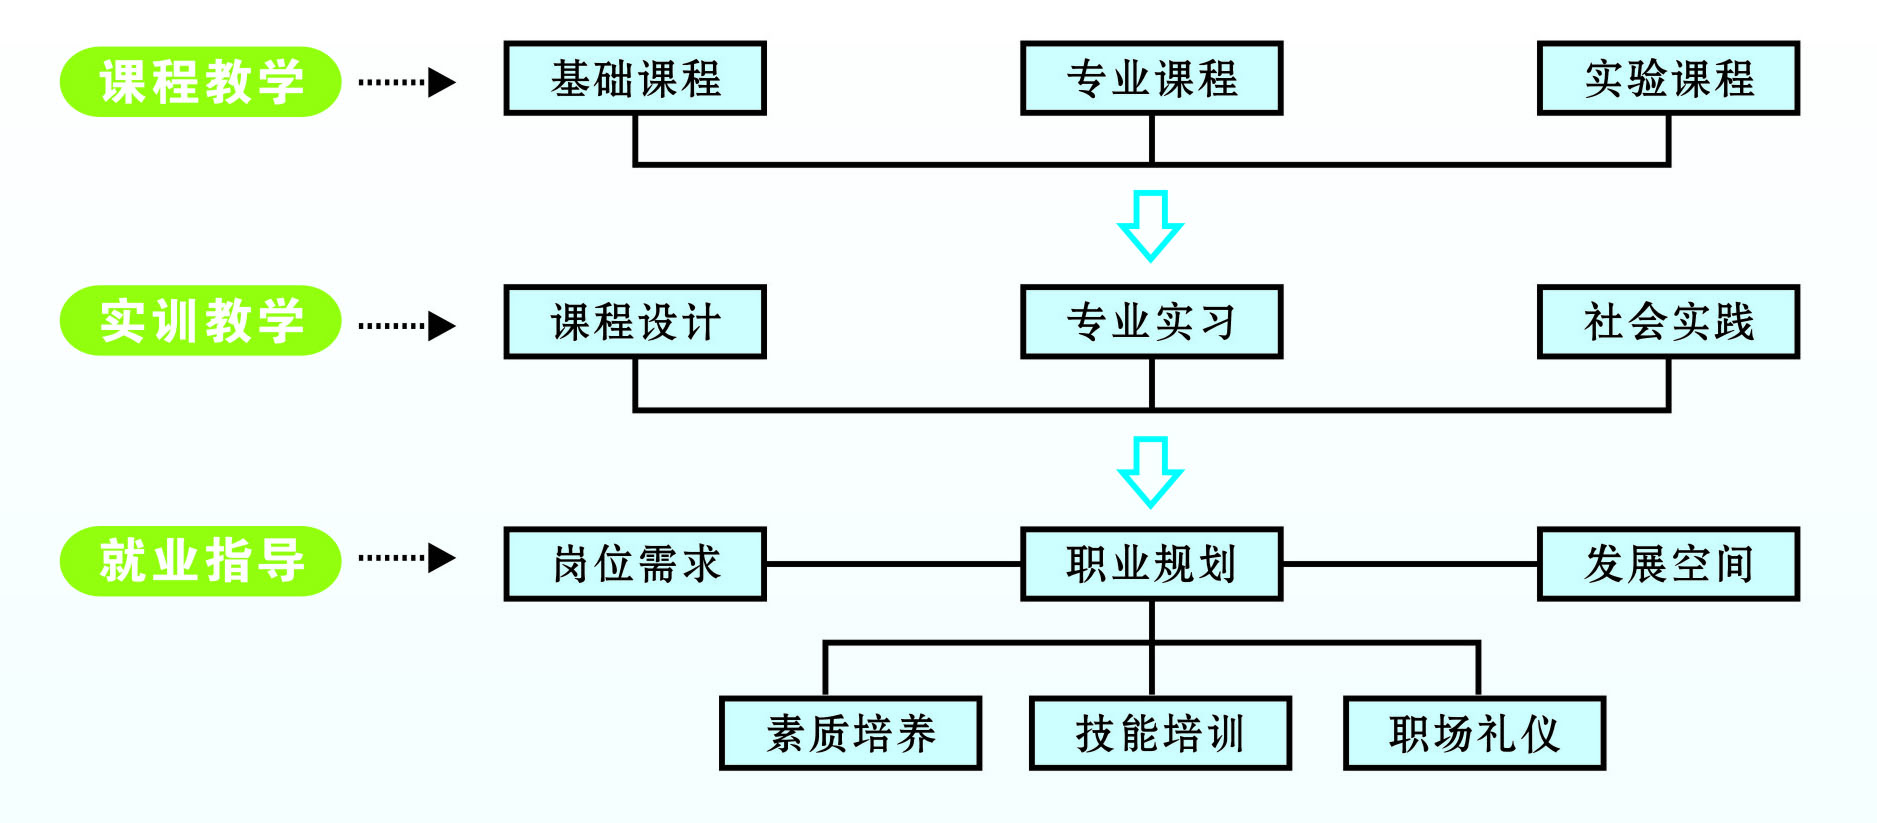 课程教学
基础课程
专业课程
实验课程
实训教学
课程设计
专业实习
社会实践
就业指导
岗位需求
职业规划
发展空间
素质培养
技能培训
职场礼仪